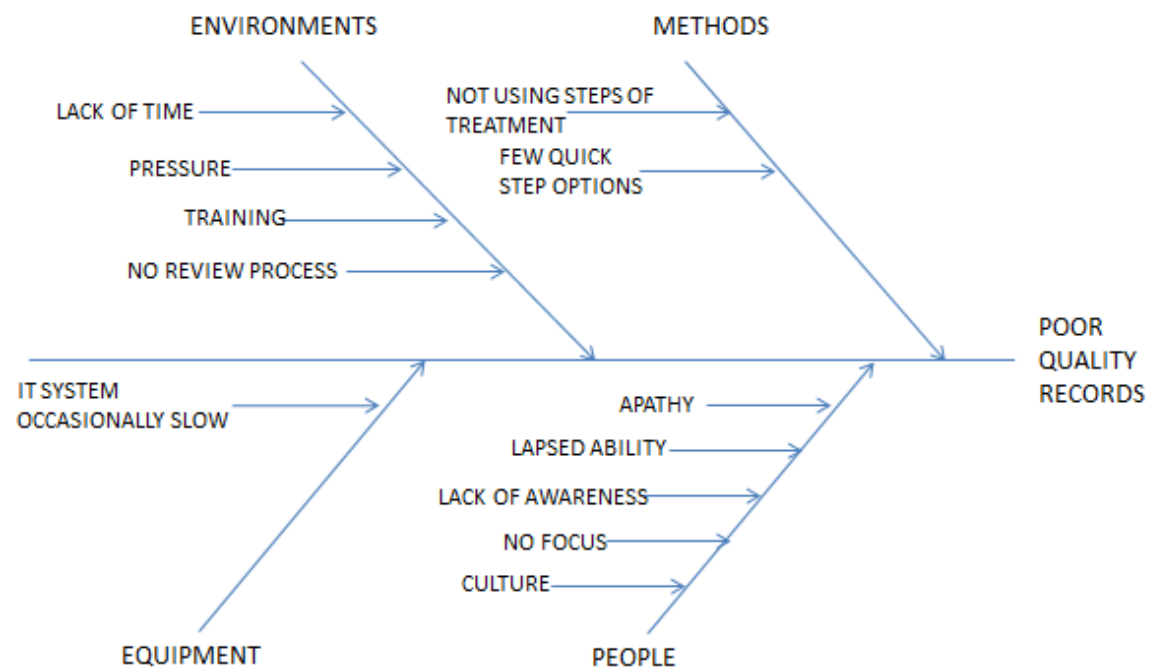 ENVIRONMENTS
METHODS
LACK OF TIME
PRESSURE
TRAINING
NO REVIEW PROCESS
NOT USING STEPS OF
TREATMENT
FEW QUICK
STEP OPTIONS
POOR
QUALITY
RECORDS
IT SYSTEM
OCCASIONALLY SLOW
APATHY
LAPSED ABILITY
LACK OF AWARENESS
NO FOCUS
CULTURE
EQUIPMENT
PEOPLE